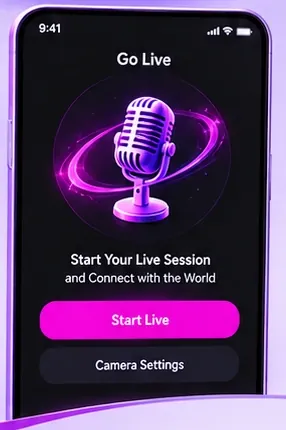 9:41
Go Live
Start Your Live Session
and Connect with the World
Start Live
Camera Settings